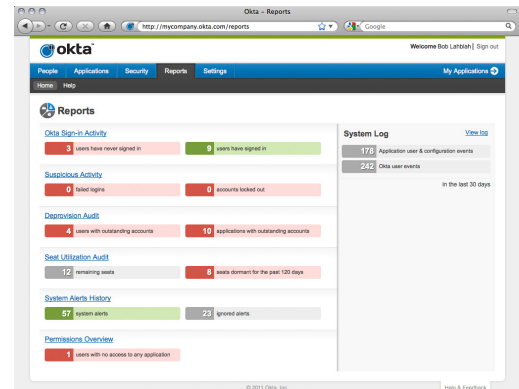 Okta - Reports
http://mycompany.okta.com/reports
Google
okta
Welcome Bob Lahblah | Sign out
People Applications Security Reports Settings My Applications
Home Help
Reports
Okta Sign-in Activity
3 users have never signed in 9 users have signed in
Suspicious Activity
0 failed logins 0 accounts locked out
Deprovision Audit
4 users with outstanding accounts 10 applications with outstanding accounts
Seat Utilization Audit
12 remaining seats 8 seats dormant for the past 120 days
System Alerts History
57 system alerts 23 ignored alerts
Permissions Overview
1 users with no access to any application
System Log View log
178 Application user & configuration events
242 Okta user events
in the last 30 days
© 2011 Okta, Inc. Help & Feedback